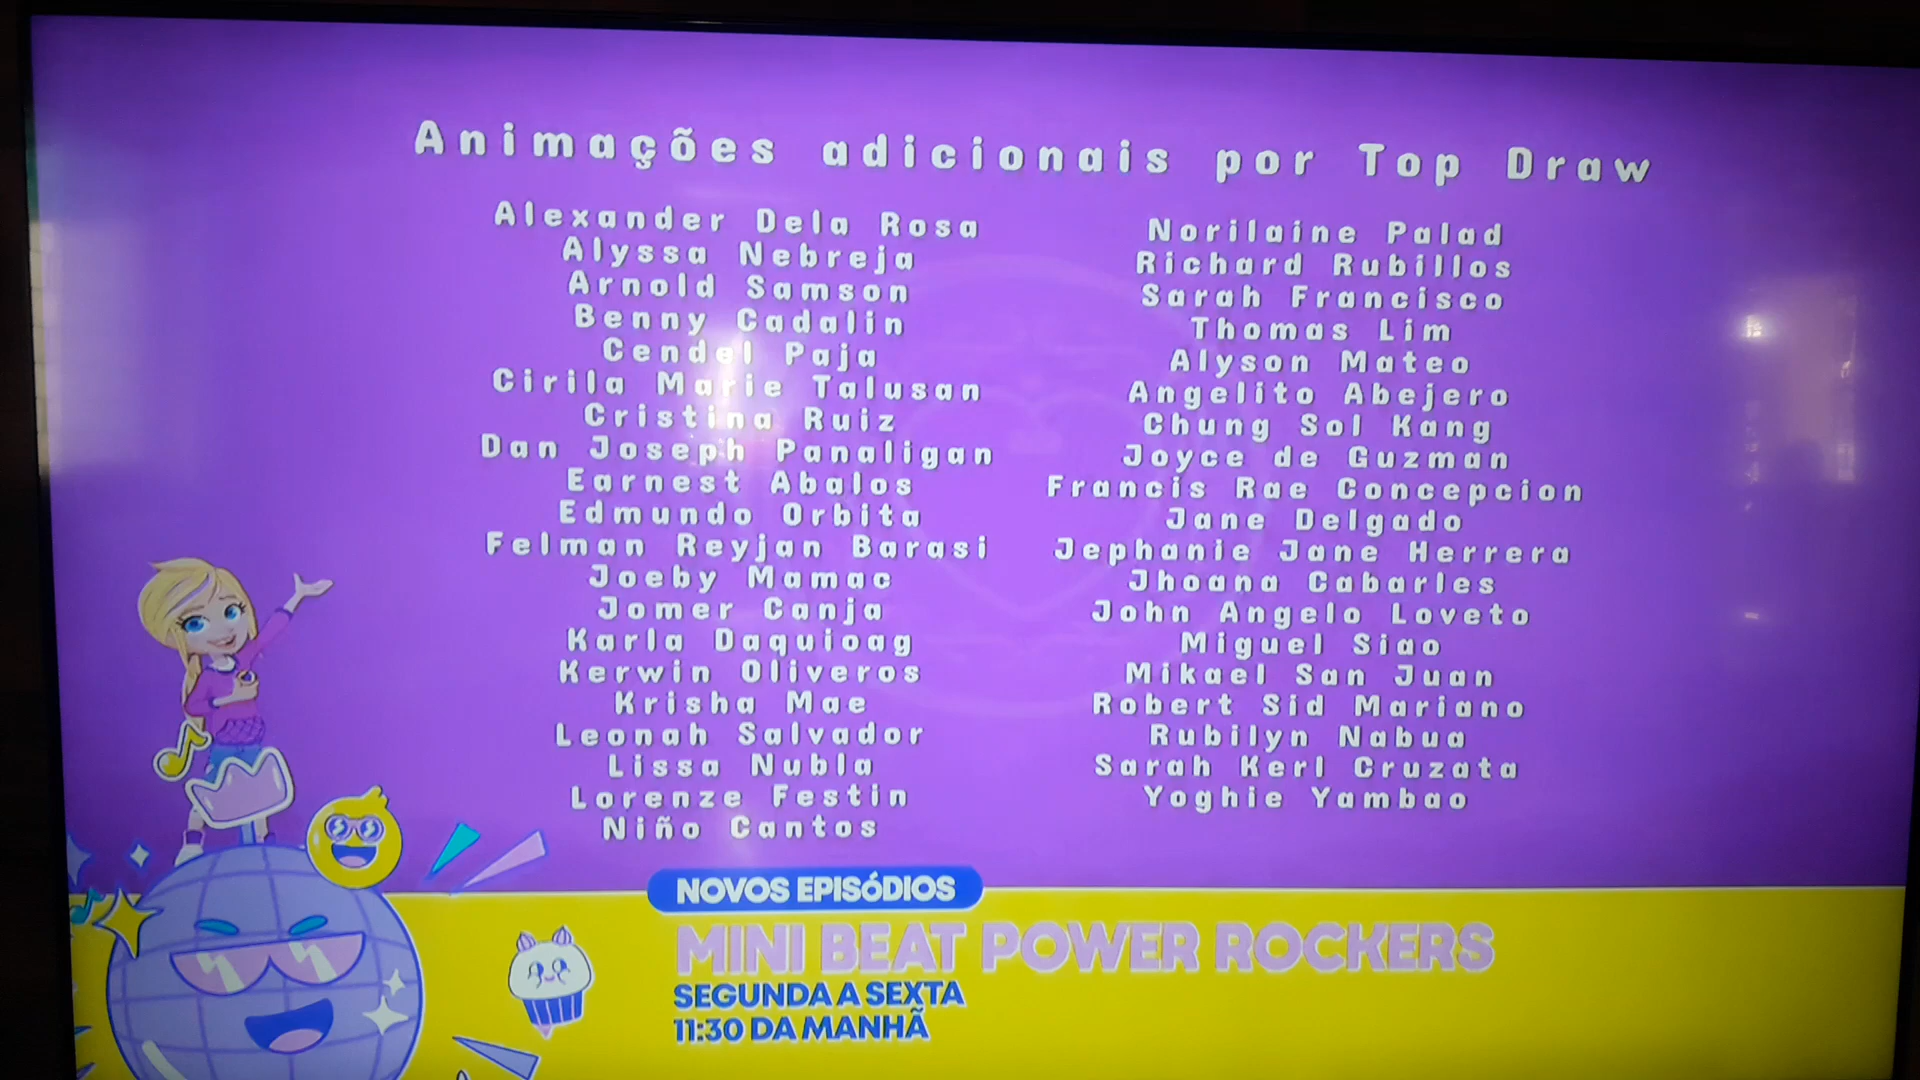 Animações adicionais por Top Draw
Alexander Dela Rosa
Alyssa Nebreja
Arnold Samson
Benny Cadalin
Cendel Paja
Cirila Marie Talusan
Cristina Ruiz
Dan Joseph Panaligan
Earnest Abalos
Edmundo Orbita
Felman Reyjan Barasi
Joeby Mamac
Jomer Canja
Karla Daquioag
Kerwin Oliveros
Krisha Mae
Leonah Salvador
Lissa Nubla
Lorenze Festin
Niño Cantos
Norilaine Palad
Richard Rubillos
Sarah Francisco
Thomas Lim
Alyson Mateo
Angelito Abejero
Chung Sol Kang
Joyce de Guzman
Francis Rae Concepcion
Jane Delgado
Jephanie Jane Herrera
Jhoana Cabarles
John Angelo Loveto
Miguel Siao
Mikael San Juan
Robert Sid Mariano
Rubilyn Nabua
Sarah Kerl Cruzata
Yoghie Yambao
NOVOS EPISÓDIOS
MINI BEAT POWER ROCKERS
SEGUNDA A SEXTA
11:30 DA MANHÃ